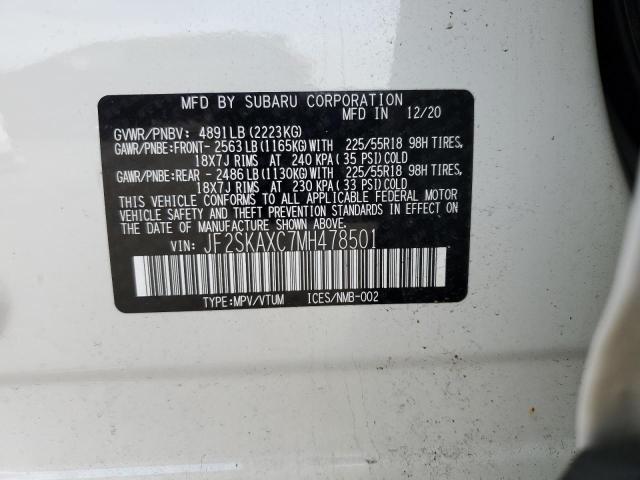 MFD BY SUBARU CORPORATION
MFD IN 12/20
GVWR/PNBV: 4891LB(2223KG)
GAWR/PNBE:FRONT-2563LB(1165KG)WITH 225/55R18 98H TIRES,
18X7J RIMS AT 240 KPA(35 PSI)COLD
GAWR/PNBE:REAR -2486LB(1130KG)WITH 225/55R18 98H TIRES,
18X7J RIMS AT 230 KPA(33 PSI)COLD
THIS VEHICLE CONFORMS TO ALL APPLICABLE FEDERAL MOTOR
VEHICLE SAFETY AND THEFT PREVENTION STANDARDS IN EFFECT ON
THE DATE OF MANUFACTURE SHOWN ABOVE.
VIN: JF2SKAXC7MH478501
TYPE:MPV/VTUM ICES/NMB-002